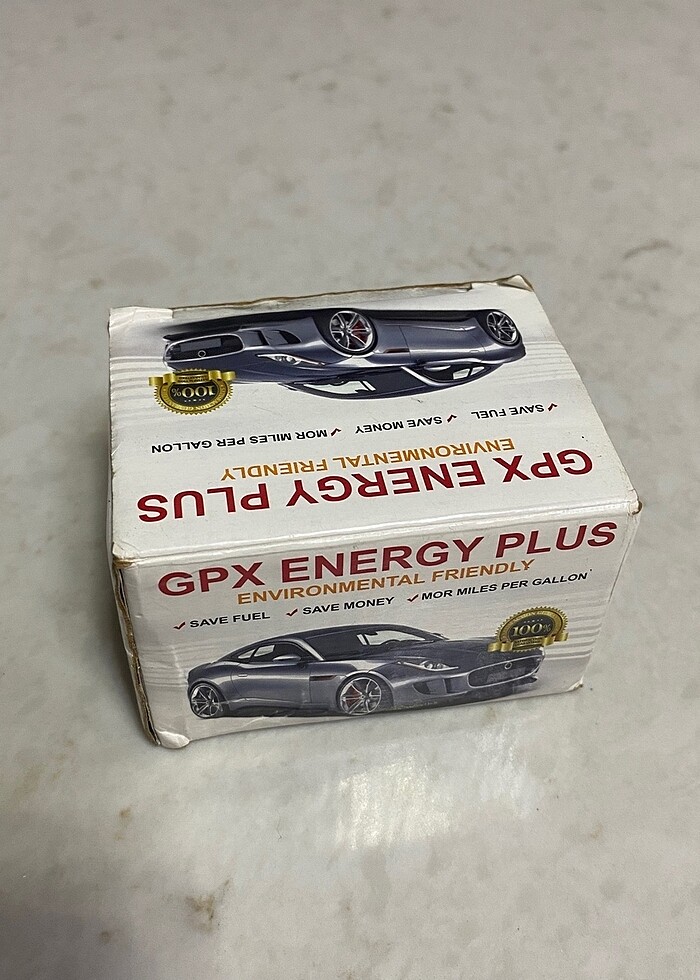 100%
✓ SAVE FUEL ✓ SAVE MONEY ✓ MOR MILES PER GALLON
ENVIRONMENTAL FRIENDLY
GPX ENERGY PLUS
GPX ENERGY PLUS
ENVIRONMENTAL FRIENDLY
✓ SAVE FUEL ✓ SAVE MONEY ✓ MOR MILES PER GALLON
100%